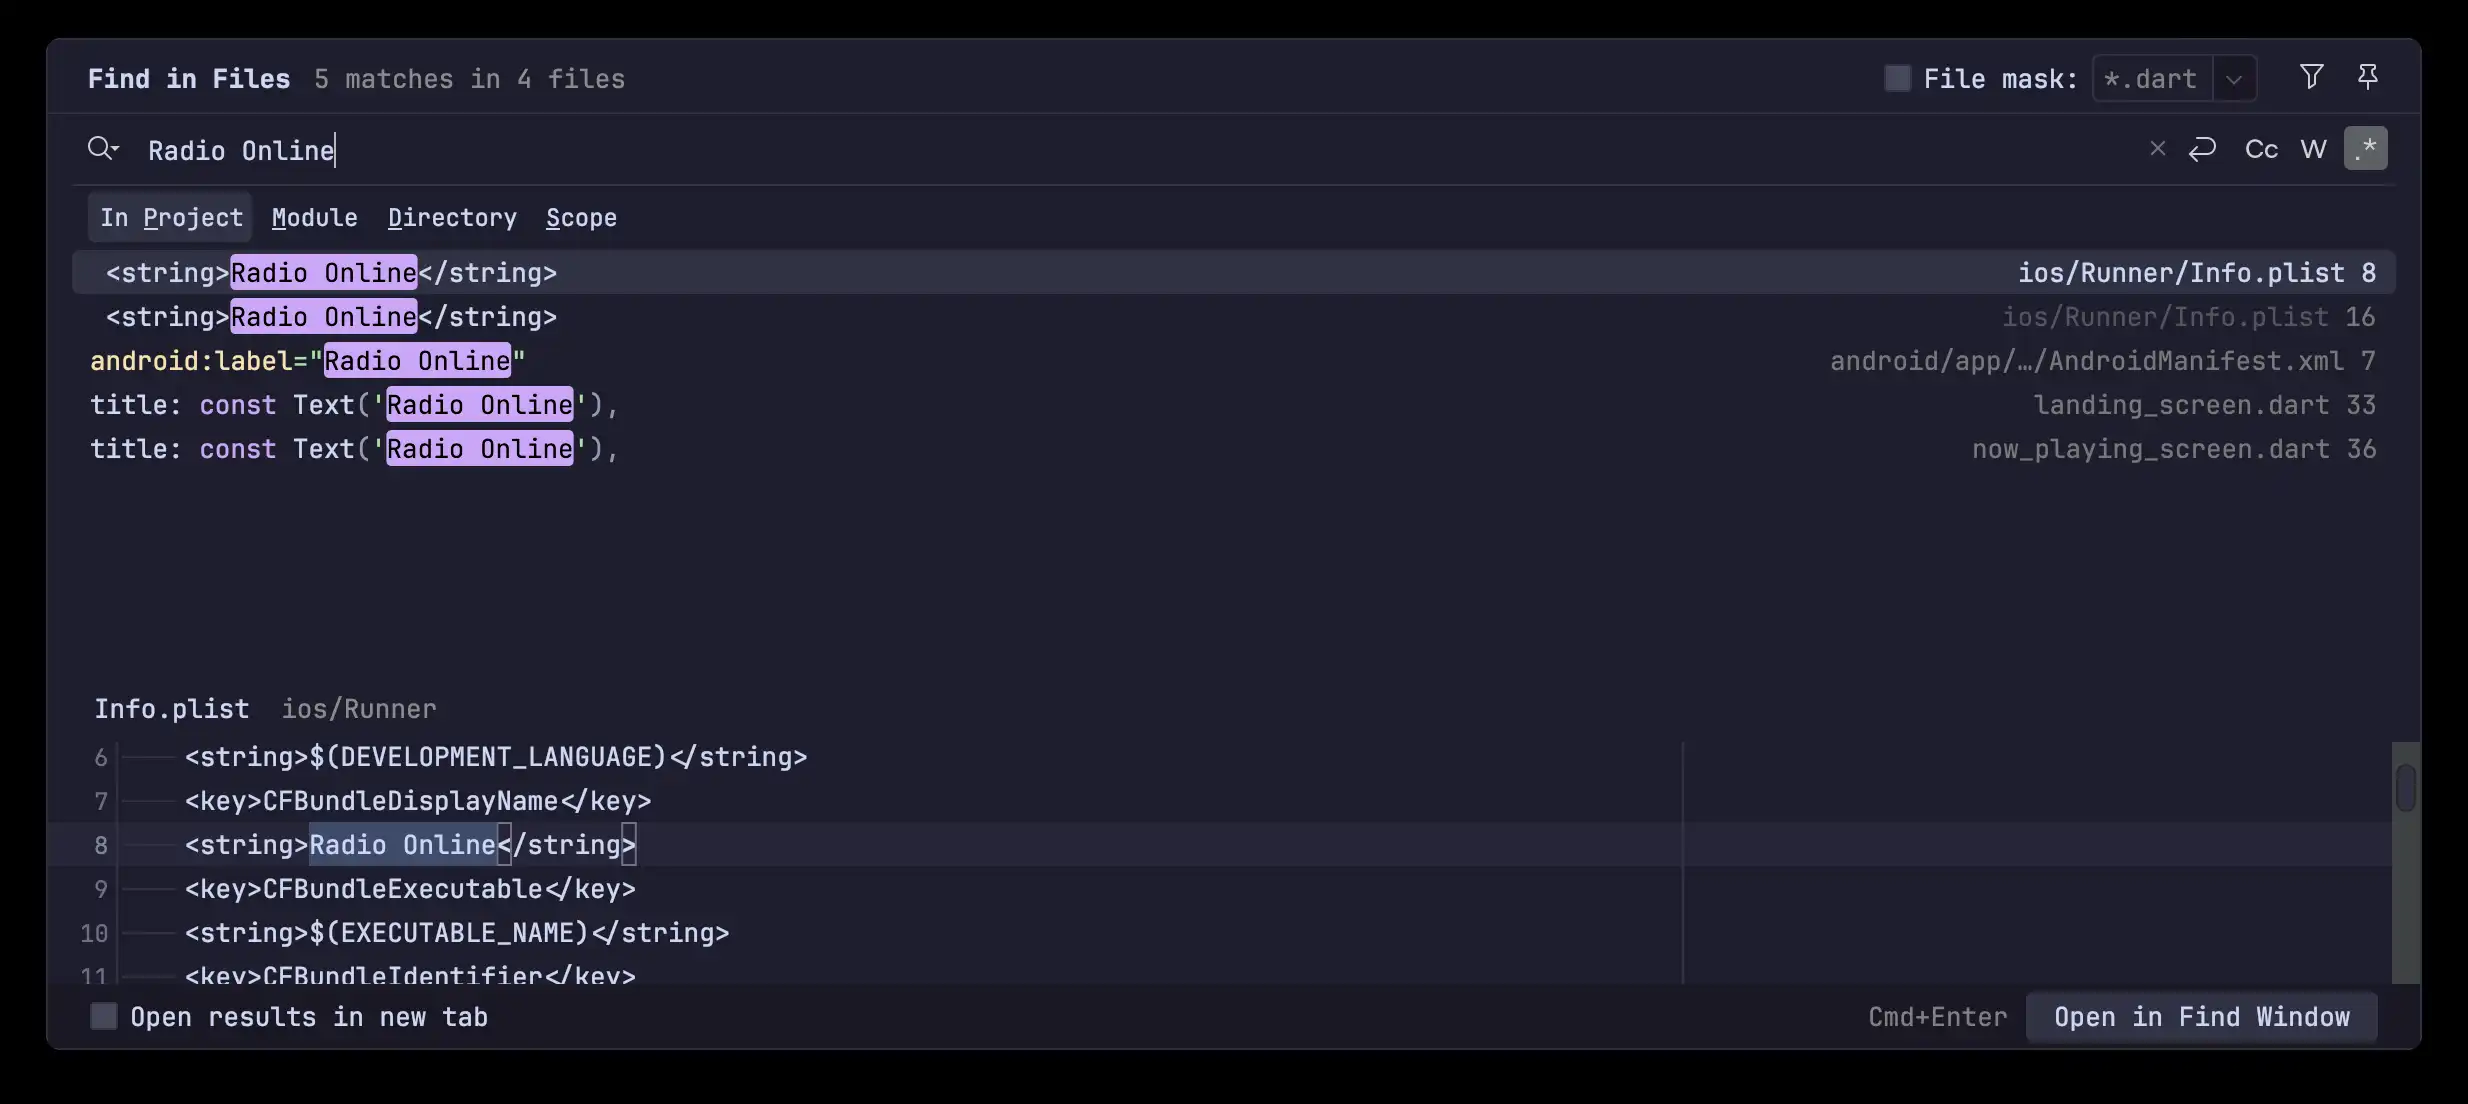 Find in Files 5 matches in 4 files File mask: *.dart
Radio Online Cc W .*
In Project Module Directory Scope
<string>Radio Online</string> ios/Runner/Info.plist 8
<string>Radio Online</string> ios/Runner/Info.plist 16
android:label="Radio Online" android/app/…/AndroidManifest.xml 7
title: const Text('Radio Online'), landing_screen.dart 33
title: const Text('Radio Online'), now_playing_screen.dart 36
Info.plist ios/Runner
6 <string>$(DEVELOPMENT_LANGUAGE)</string>
7 <key>CFBundleDisplayName</key>
8 <string>Radio Online</string>
9 <key>CFBundleExecutable</key>
10 <string>$(EXECUTABLE_NAME)</string>
11 <key>CFBundleIdentifier</key>
Open results in new tab Cmd+Enter Open in Find Window